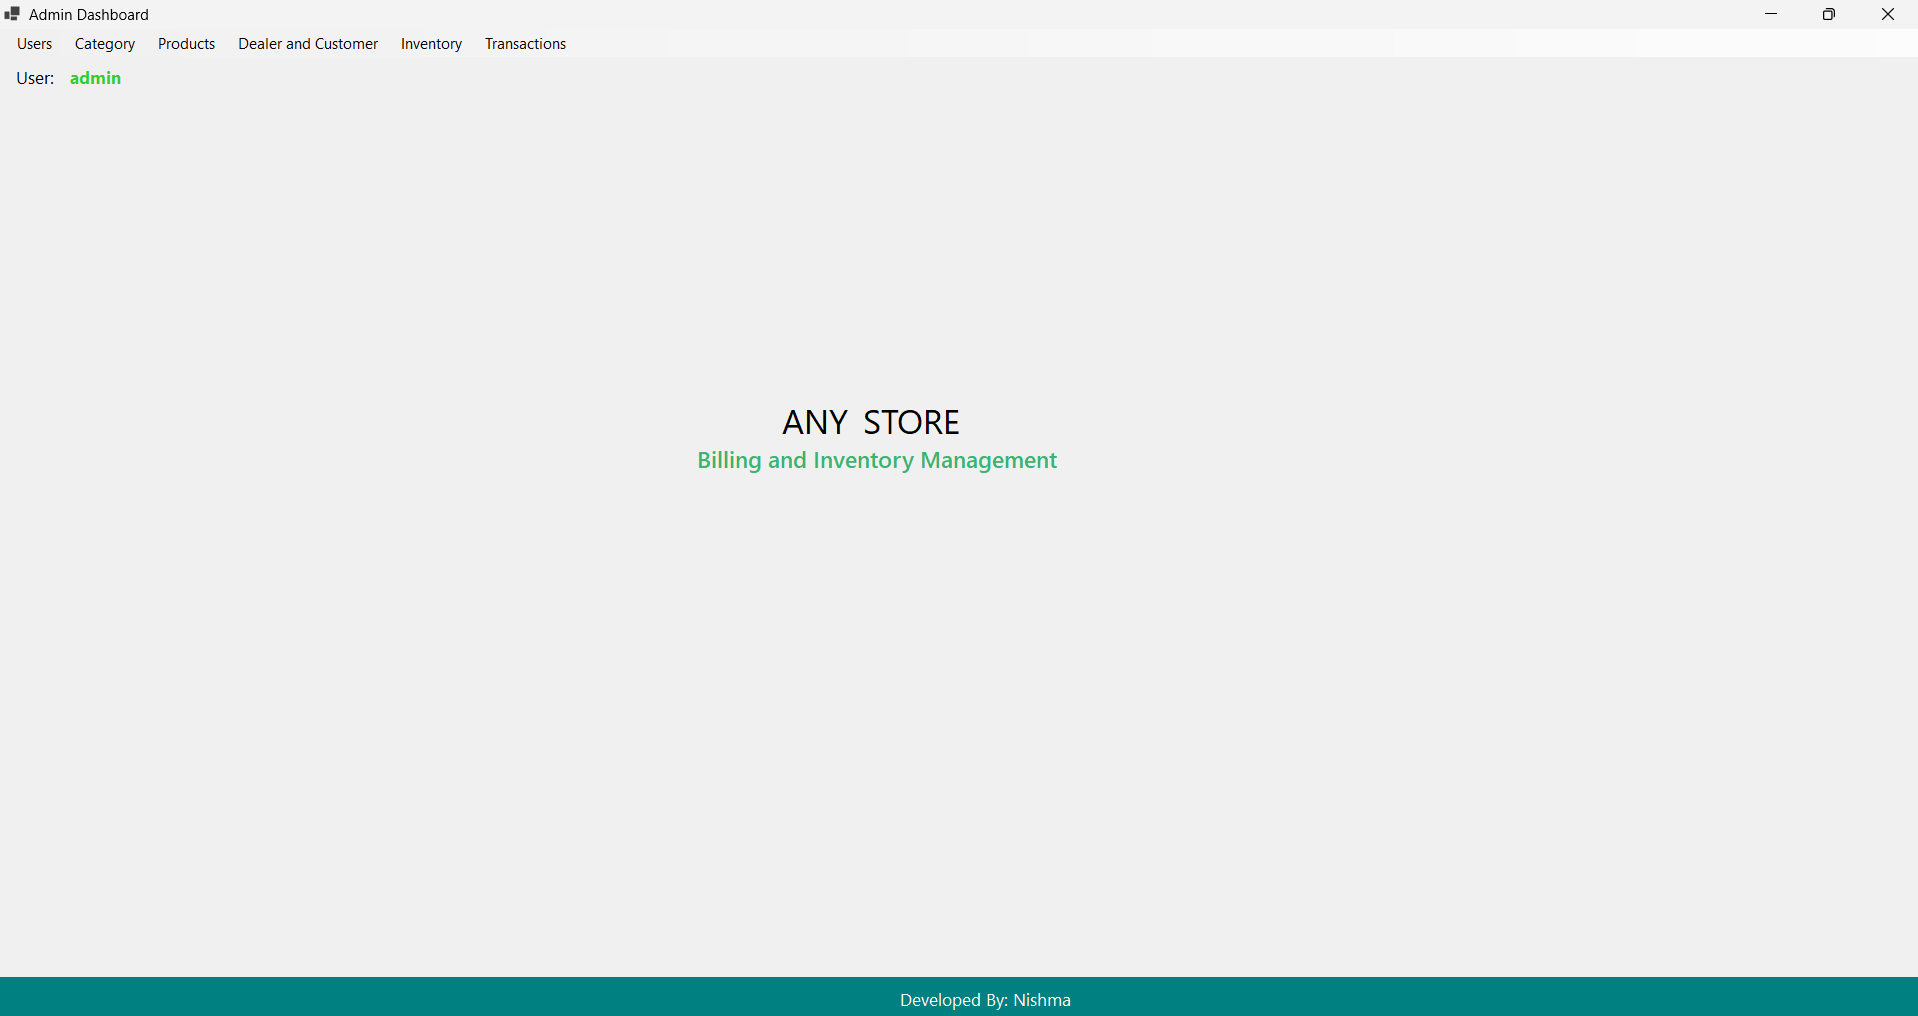 Admin Dashboard
Users Category Products Dealer and Customer Inventory Transactions
User: admin
ANY STORE
Billing and Inventory Management
Developed By: Nishma